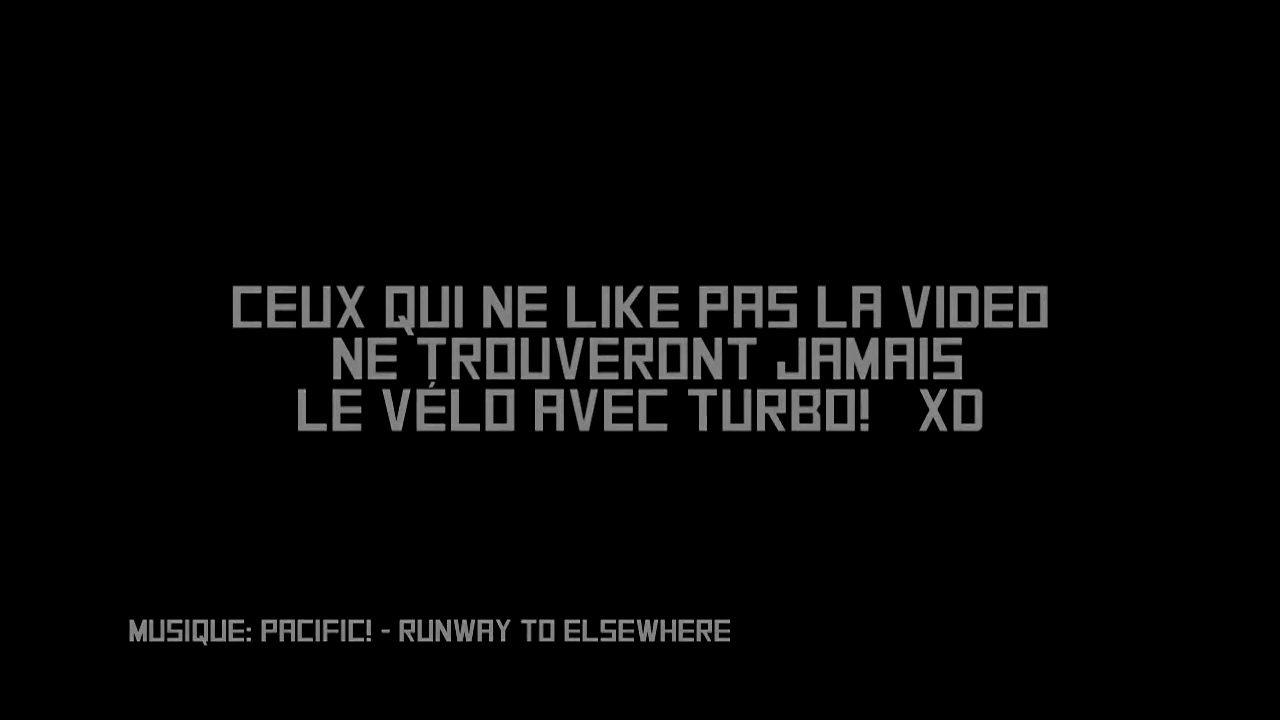 CEUX QUI NE LIKE PAS LA VIDEO
NE TROUVERONT JAMAIS
LE VÉLO AVEC TURBO! XD
MUSIQUE: PACIFIC! - RUNWAY TO ELSEWHERE